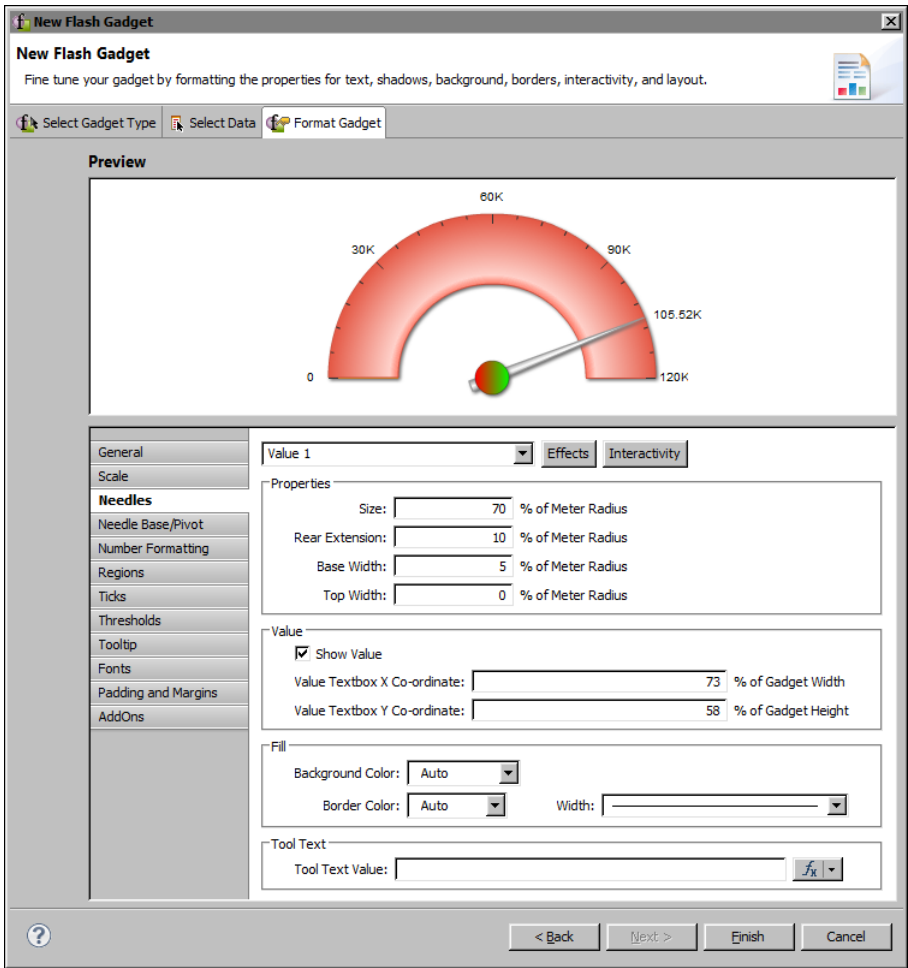 New Flash Gadget
New Flash Gadget
Fine tune your gadget by formatting the properties for text, shadows, background, borders, interactivity, and layout.
Select Gadget Type Select Data Format Gadget
Preview
60K
30K 90K
105.52K
0 120K
General
Scale
Needles
Needle Base/Pivot
Number Formatting
Regions
Ticks
Thresholds
Tooltip
Fonts
Padding and Margins
AddOns
Value 1 Effects Interactivity
Properties
Size: 70 % of Meter Radius
Rear Extension: 10 % of Meter Radius
Base Width: 5 % of Meter Radius
Top Width: 0 % of Meter Radius
Value
Show Value
Value Textbox X Co-ordinate: 73 % of Gadget Width
Value Textbox Y Co-ordinate: 58 % of Gadget Height
Fill
Background Color: Auto
Border Color: Auto Width:
Tool Text
Tool Text Value: fx
? < Back Next > Finish Cancel